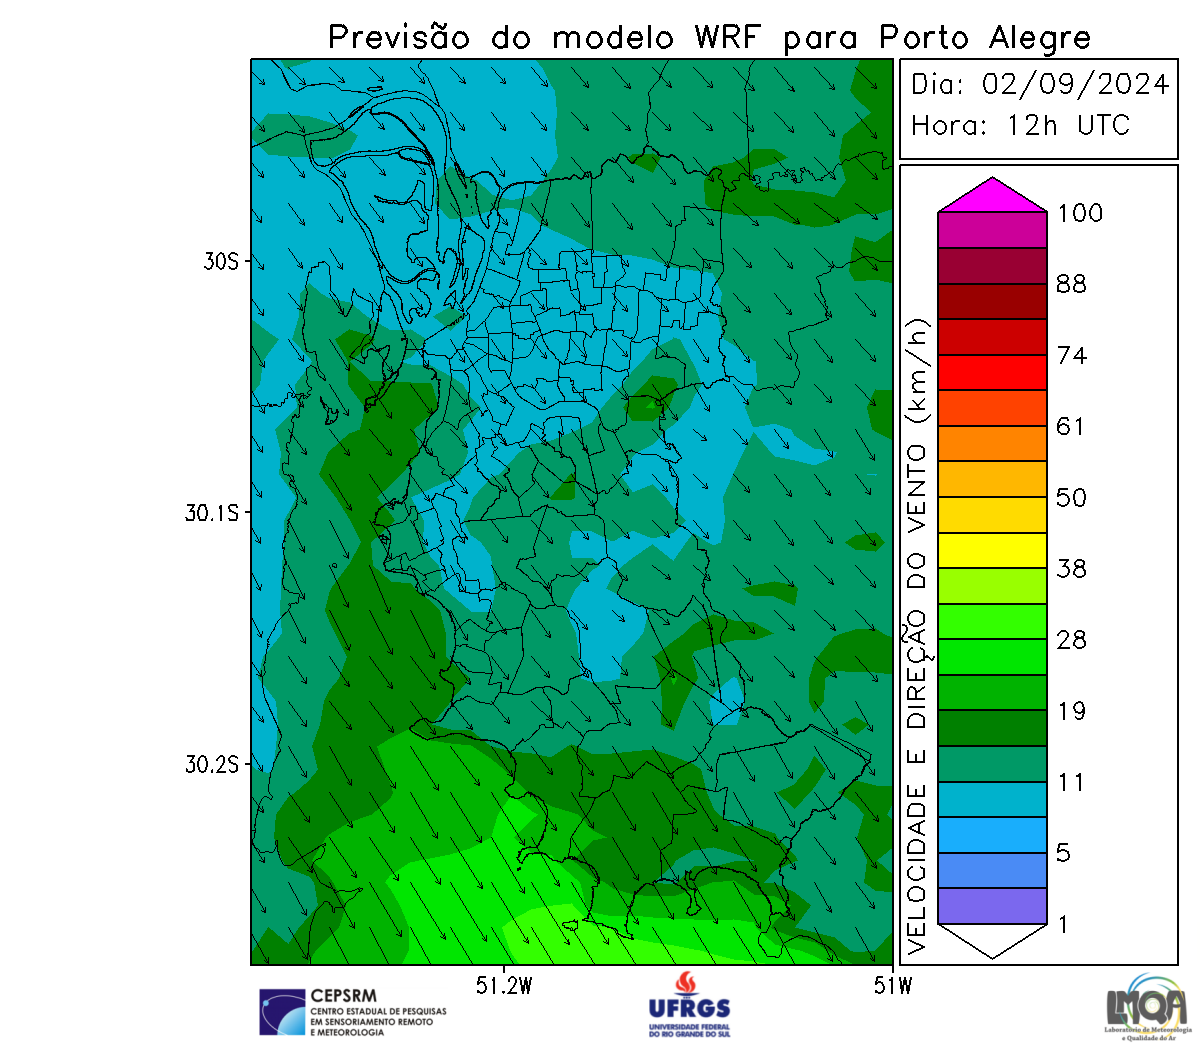 Previsão do modelo WRF para Porto Alegre
Dia: 02/09/2024
Hora: 12h UTC
30S
30.1S
30.2S
51.2W
51W
VELOCIDADE E DIREÇÃO DO VENTO (km/h)
100
88
74
61
50
38
28
19
11
5
1
CEPSRM
CENTRO ESTADUAL DE PESQUISAS
EM SENSORIAMENTO REMOTO
E METEOROLOGIA
UFRGS
UNIVERSIDADE FEDERAL
DO RIO GRANDE DO SUL
LMQA
Laboratório de Meteorologia
e Qualidade do Ar